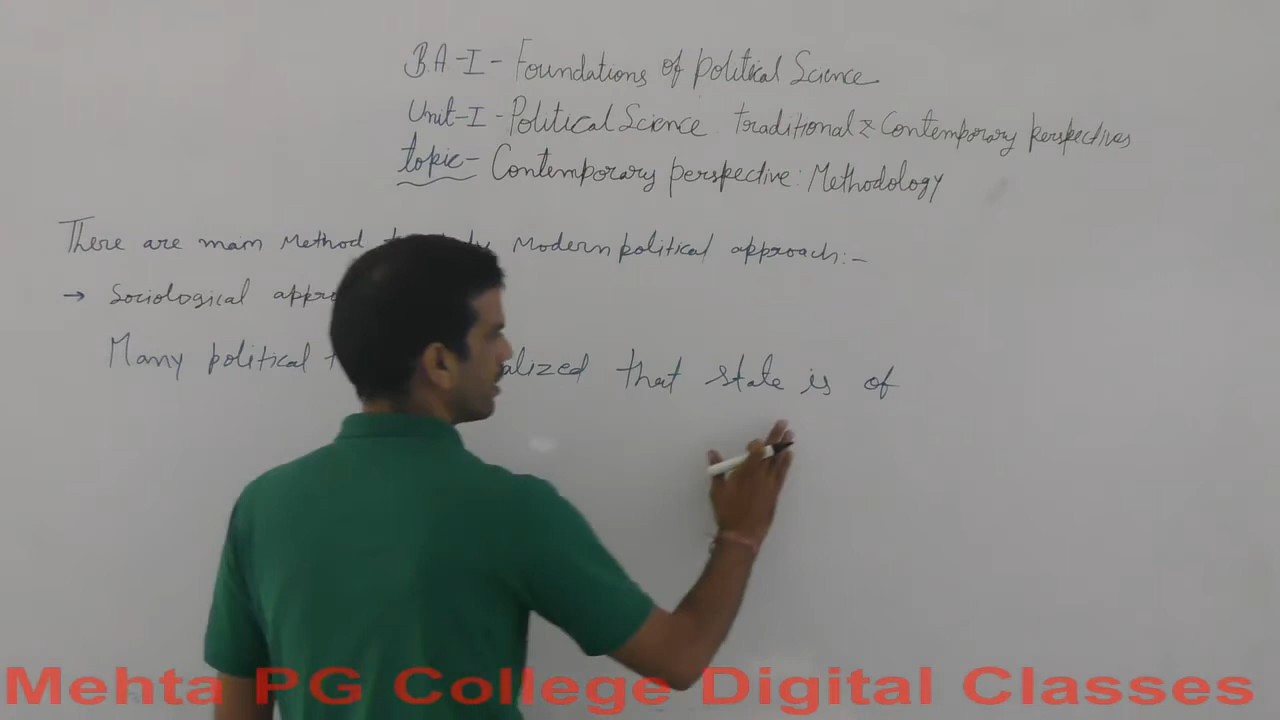 B.A-I- Foundations of political Science
Unit-I- Political Science traditional & Contemporary perspectives
topic- Contemporary perspective: Methodology
There are main Method Modern political approach:-
→ Sociological
Many political that state is of
Mehta PG College Digital Classes